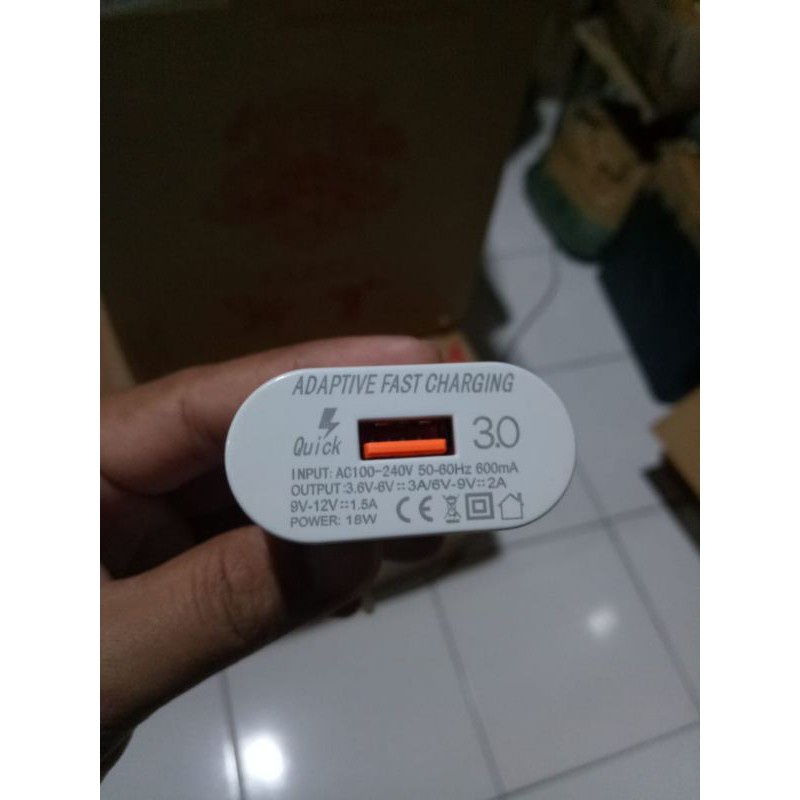 ADAPTIVE FAST CHARGING
Quick 3.0
INPUT: AC100-240V 50-60Hz 600mA
OUTPUT:3.6V-6V⎓3A/6V-9V⎓2A
9V-12V⎓1.5A
POWER: 18W CE